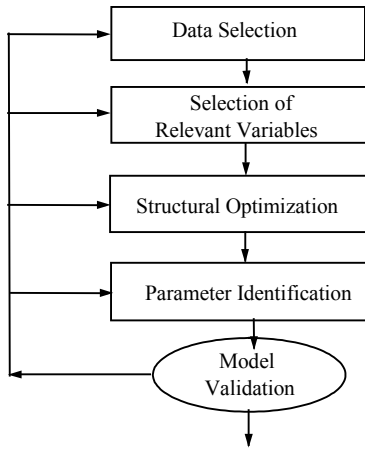 Data Selection
Selection of
Relevant Variables
Structural Optimization
Parameter Identification
Model
Validation